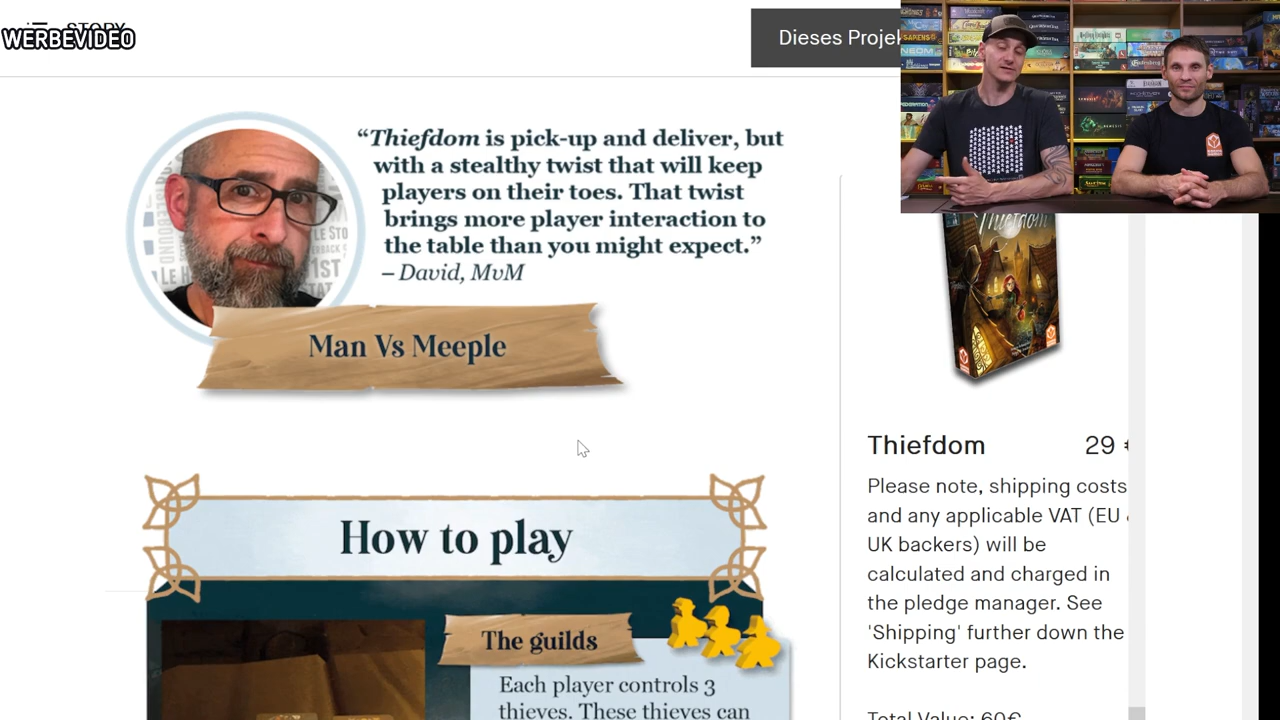 STORY
WERBEVIDEO
Dieses Projek
“Thiefdom is pick-up and deliver, but
with a stealthy twist that will keep
players on their toes. That twist
brings more player interaction to
the table than you might expect.”
– David, MvM
Man Vs Meeple
How to play
The guilds
Each player controls 3
thieves. These thieves can
Thiefdom
Thiefdom 29 €
Please note, shipping costs
and any applicable VAT (EU
UK backers) will be
calculated and charged in
the pledge manager. See
'Shipping' further down the
Kickstarter page.
Total Value: 60€